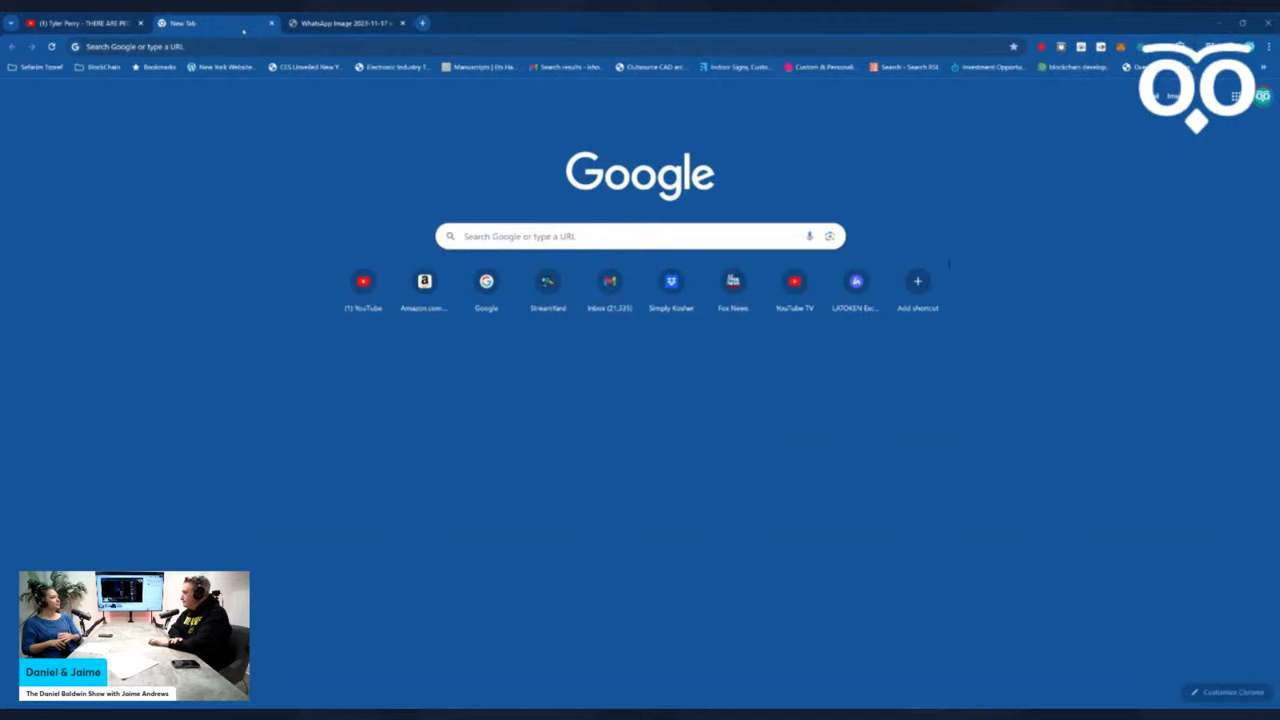 (1) Tyler Perry - THERE ARE PEO
New Tab
WhatsApp Image 2023-11-17
Search Google or type a URL
Sefierim Travel
BlockChain
Bookmarks
New York Website...
CES Unveiled New Y...
Electronic Industry T...
Manuscripts | Ets Ha...
Search results - isho...
Outsource CAD as:...
Indoor Signs, Custo...
Custom & Personali...
Search - Search RSL
Investment Opportu...
blockchain develop...
Google
Search Google or type a URL
(1) YouTube
Amazon.com...
Google
StreamYard
Inbox (21,335)
Simply Kosher
Fox News
YouTube TV
LATOKEN Exc...
Add shortcut
Daniel & Jaime
The Daniel Baldwin Show with Jaime Andrews
Customize Chrome